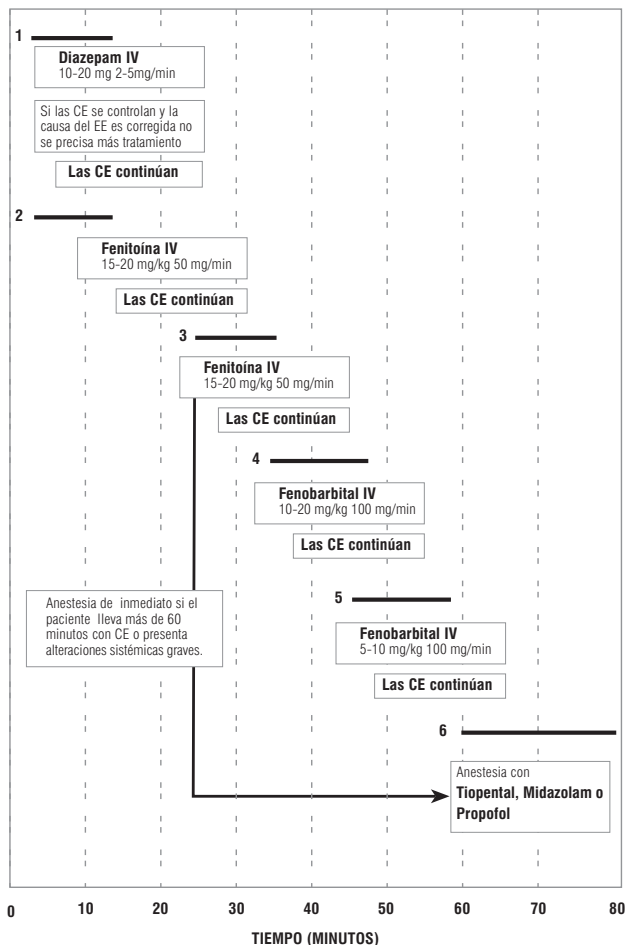 1
Diazepam IV
10-20 mg 2-5mg/min
Si las CE se controlan y la
causa del EE es corregida no
se precisa más tratamiento
Las CE continúan
2
Fenitoína IV
15-20 mg/kg 50 mg/min
Las CE continúan
3
Fenitoína IV
15-20 mg/kg 50 mg/min
Las CE continúan
4
Fenobarbital IV
10-20 mg/kg 100 mg/min
Las CE continúan
Anestesia de inmediato si el
paciente lleva más de 60
minutos con CE o presenta
alteraciones sistémicas graves.
5
Fenobarbital IV
5-10 mg/kg 100 mg/min
Las CE continúan
6
Anestesia con
Tiopental, Midazolam o
Propofol
0 10 20 30 40 50 60 70 80
TIEMPO (MINUTOS)